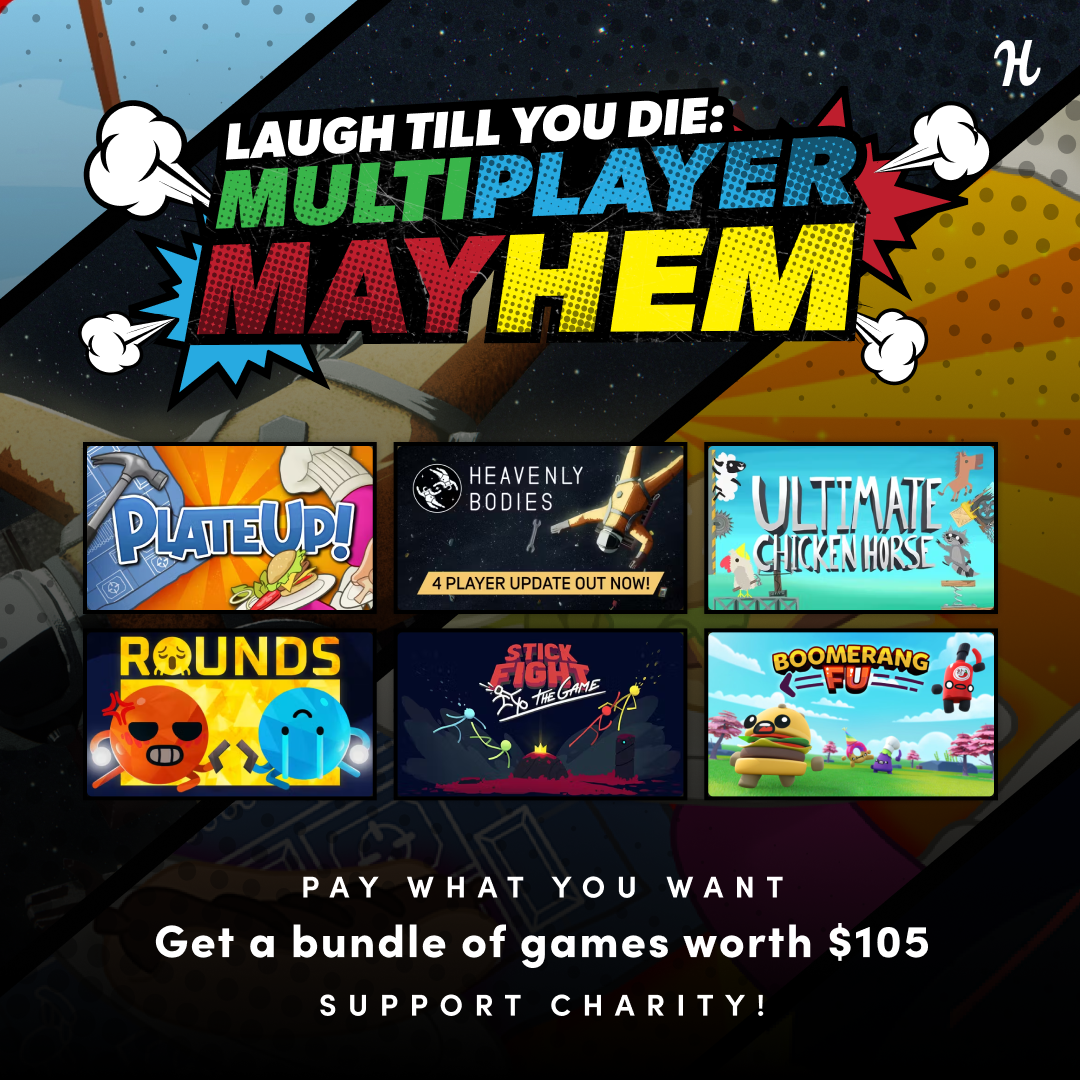 H
LAUGH TILL YOU DIE:
MULTIPLAYER
MAYHEM
PLATEUP!
HEAVENLY
BODIES
4 PLAYER UPDATE OUT NOW!
ULTIMATE
CHICKEN HORSE
ROUNDS
STICK
FIGHT
THE GAME
BOOMERANG
FU
PAY WHAT YOU WANT
Get a bundle of games worth $105
SUPPORT CHARITY!